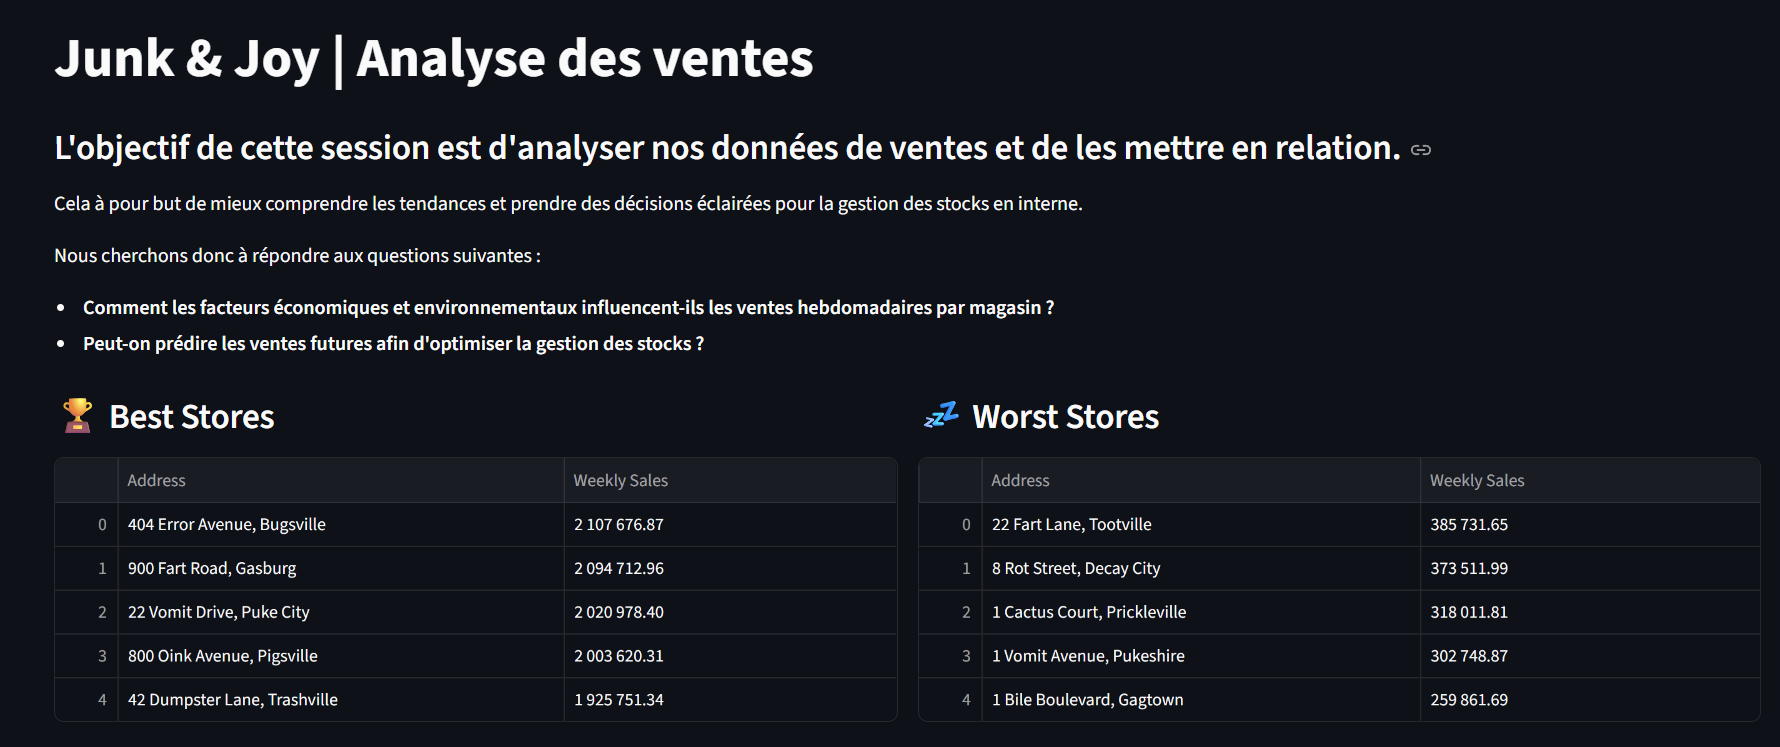 Junk & Joy | Analyse des ventes
L'objectif de cette session est d'analyser nos données de ventes et de les mettre en relation.
Cela à pour but de mieux comprendre les tendances et prendre des décisions éclairées pour la gestion des stocks en interne.
Nous cherchons donc à répondre aux questions suivantes :
• Comment les facteurs économiques et environnementaux influencent-ils les ventes hebdomadaires par magasin ?
• Peut-on prédire les ventes futures afin d'optimiser la gestion des stocks ?
🏆 Best Stores
Address Weekly Sales
0 404 Error Avenue, Bugsville 2 107 676.87
1 900 Fart Road, Gasburg 2 094 712.96
2 22 Vomit Drive, Puke City 2 020 978.40
3 800 Oink Avenue, Pigsville 2 003 620.31
4 42 Dumpster Lane, Trashville 1 925 751.34
💤 Worst Stores
Address Weekly Sales
0 22 Fart Lane, Tootville 385 731.65
1 8 Rot Street, Decay City 373 511.99
2 1 Cactus Court, Prickleville 318 011.81
3 1 Vomit Avenue, Pukeshire 302 748.87
4 1 Bile Boulevard, Gagtown 259 861.69